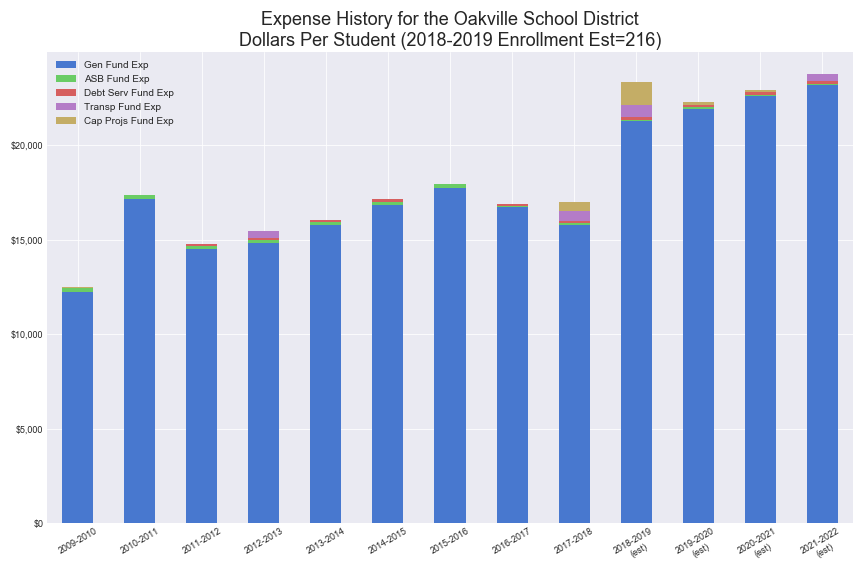 Expense History for the Oakville School District
Dollars Per Student (2018-2019 Enrollment Est=216)
Gen Fund Exp
ASB Fund Exp
Debt Serv Fund Exp
Transp Fund Exp
Cap Projs Fund Exp
$20,000
$15,000
$10,000
$5,000
$0
2009-2010
2010-2011
2011-2012
2012-2013
2013-2014
2014-2015
2015-2016
2016-2017
2017-2018
2018-2019
(est)
2019-2020
(est)
2020-2021
(est)
2021-2022
(est)